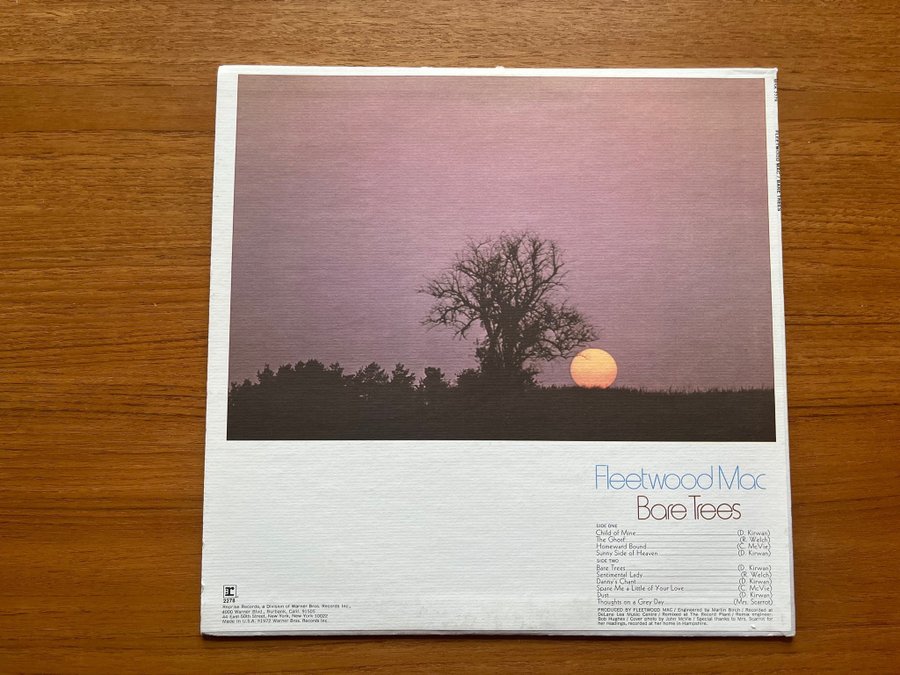 FLEETWOOD MAC / BARE TREES
Fleetwood Mac
Bare Trees
SIDE ONE
Child of Mine (D. Kirwan)
The Ghost (R. Welch)
Homeward Bound (C. McVie)
Sunny Side of Heaven (D. Kirwan)
SIDE TWO
Bare Trees (D. Kirwan)
Sentimental Lady (R. Welch)
Danny's Chant (D. Kirwan)
Spare Me a Little of Your Love (C. McVie)
Dust (D. Kirwan)
Thoughts on a Grey Day (Mrs. Scarrot)
PRODUCED BY FLEETWOOD MAC / Engineered by Martin Birch / Recorded at
DeLane Lea Music Centre / Remixed at The Record Plant / Remix engineer:
Bob Hughes / Cover photo by John McVie / Special thanks to Mrs. Scarrot for
her readings, recorded at her home in Hampshire.
r
2278
Reprise Records, a Division of Warner Bros. Records Inc.,
4000 Warner Blvd., Burbank, Calif. 91505
44 East 50th Street, New York, New York 10022
Made in U.S.A. ©1972 Warner Bros. Records Inc.